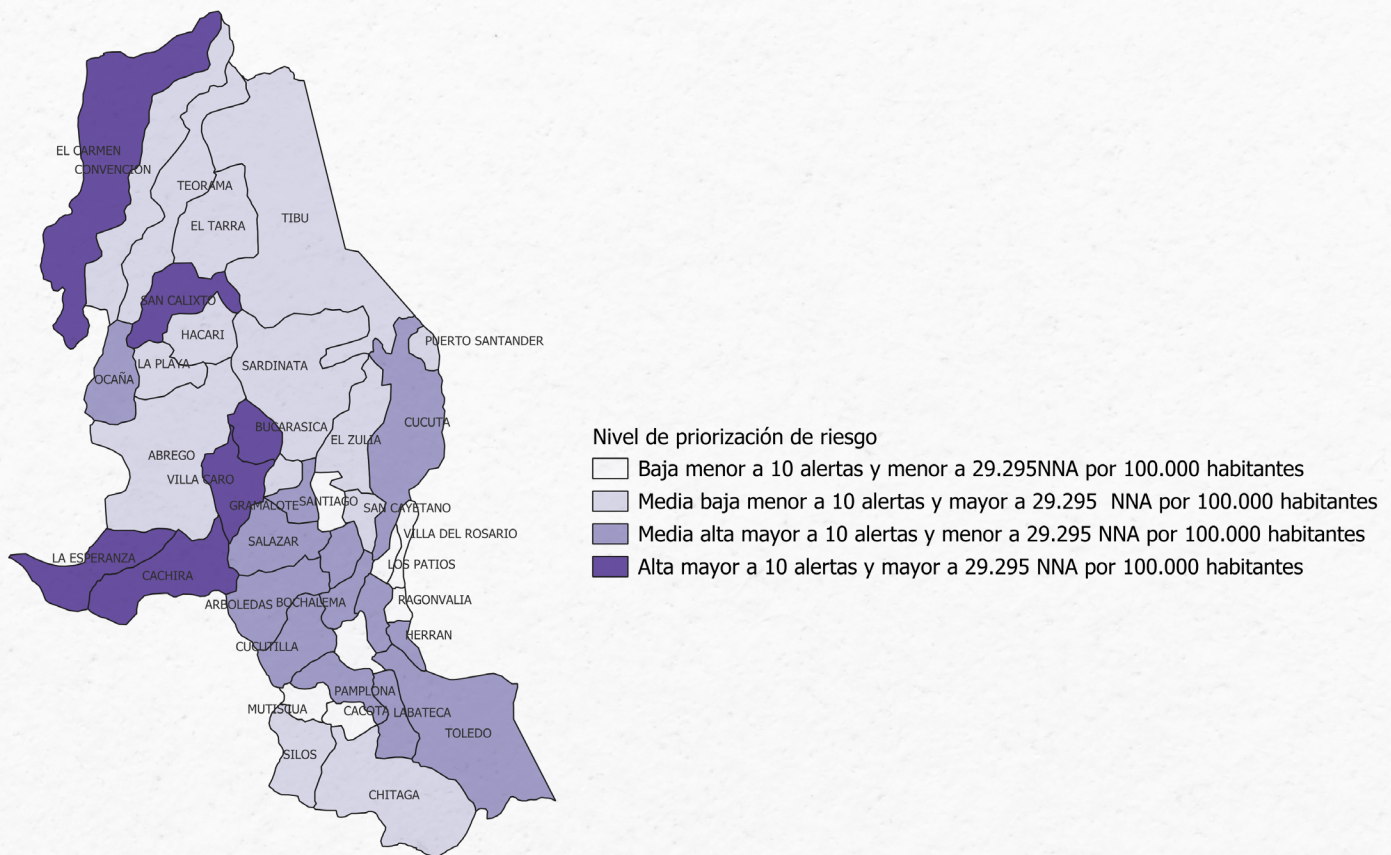 EL CARMEN
CONVENCION
TEORAMA
TIBU
EL TARRA
SAN CALIXTO
HACARI
PUERTO SANTANDER
LA PLAYA
SARDINATA
OCAÑA
CUCUTA
BUCARASICA
EL ZULIA
ABREGO
VILLA CARO
GRAMALOTE
SANTIAGO
SAN CAYETANO
VILLA DEL ROSARIO
SALAZAR
LA ESPERANZA
LOS PATIOS
CACHIRA
RAGONVALIA
ARBOLEDAS
BOCHALEMA
HERRAN
CUCUTILLA
PAMPLONA
MUTISCUA
CACOTA
LABATECA
TOLEDO
SILOS
CHITAGA
Nivel de priorización de riesgo
Baja menor a 10 alertas y menor a 29.295NNA por 100.000 habitantes
Media baja menor a 10 alertas y mayor a 29.295 NNA por 100.000 habitantes
Media alta mayor a 10 alertas y menor a 29.295 NNA por 100.000 habitantes
Alta mayor a 10 alertas y mayor a 29.295 NNA por 100.000 habitantes